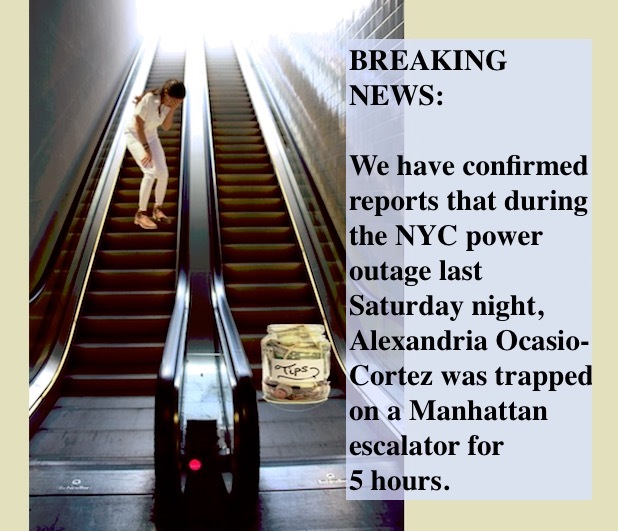 BREAKING
NEWS:
We have confirmed
reports that during
the NYC power
outage last
Saturday night,
Alexandria Ocasio-
Cortez was trapped
on a Manhattan
escalator for
5 hours.
Tips